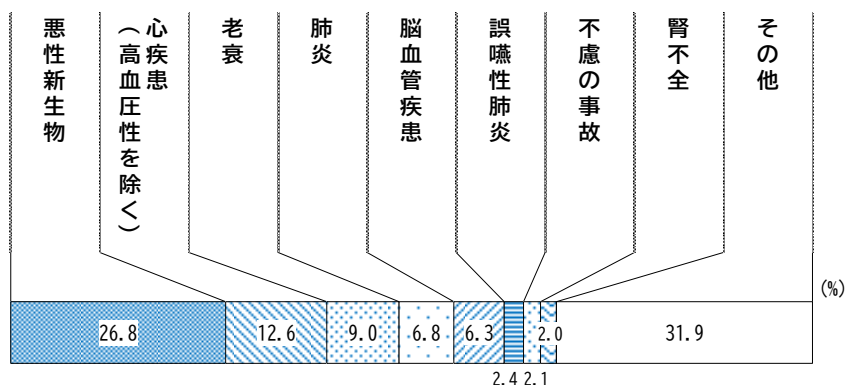 悪性新生物
心疾患
（高血圧性を除く）
老衰
肺炎
脳血管疾患
誤嚥性肺炎
不慮の事故
腎不全
その他
(%)
26.8
12.6
9.0
6.8
6.3
2.0
31.9
2.4
2.1